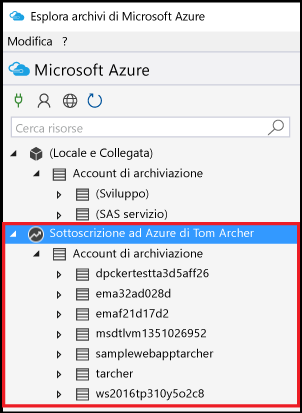 Esplora archivi di Microsoft Azure
Modifica ?
Microsoft Azure
Cerca risorse
(Locale e Collegata)
Account di archiviazione
(Sviluppo)
(SAS servizio)
Sottoscrizione ad Azure di Tom Archer
Account di archiviazione
dpckertestta3d5aff26
ema32ad028d
emaf21d17d2
msdtlvm1351026952
samplewebapptarcher
tarcher
ws2016tp310y5o2c8